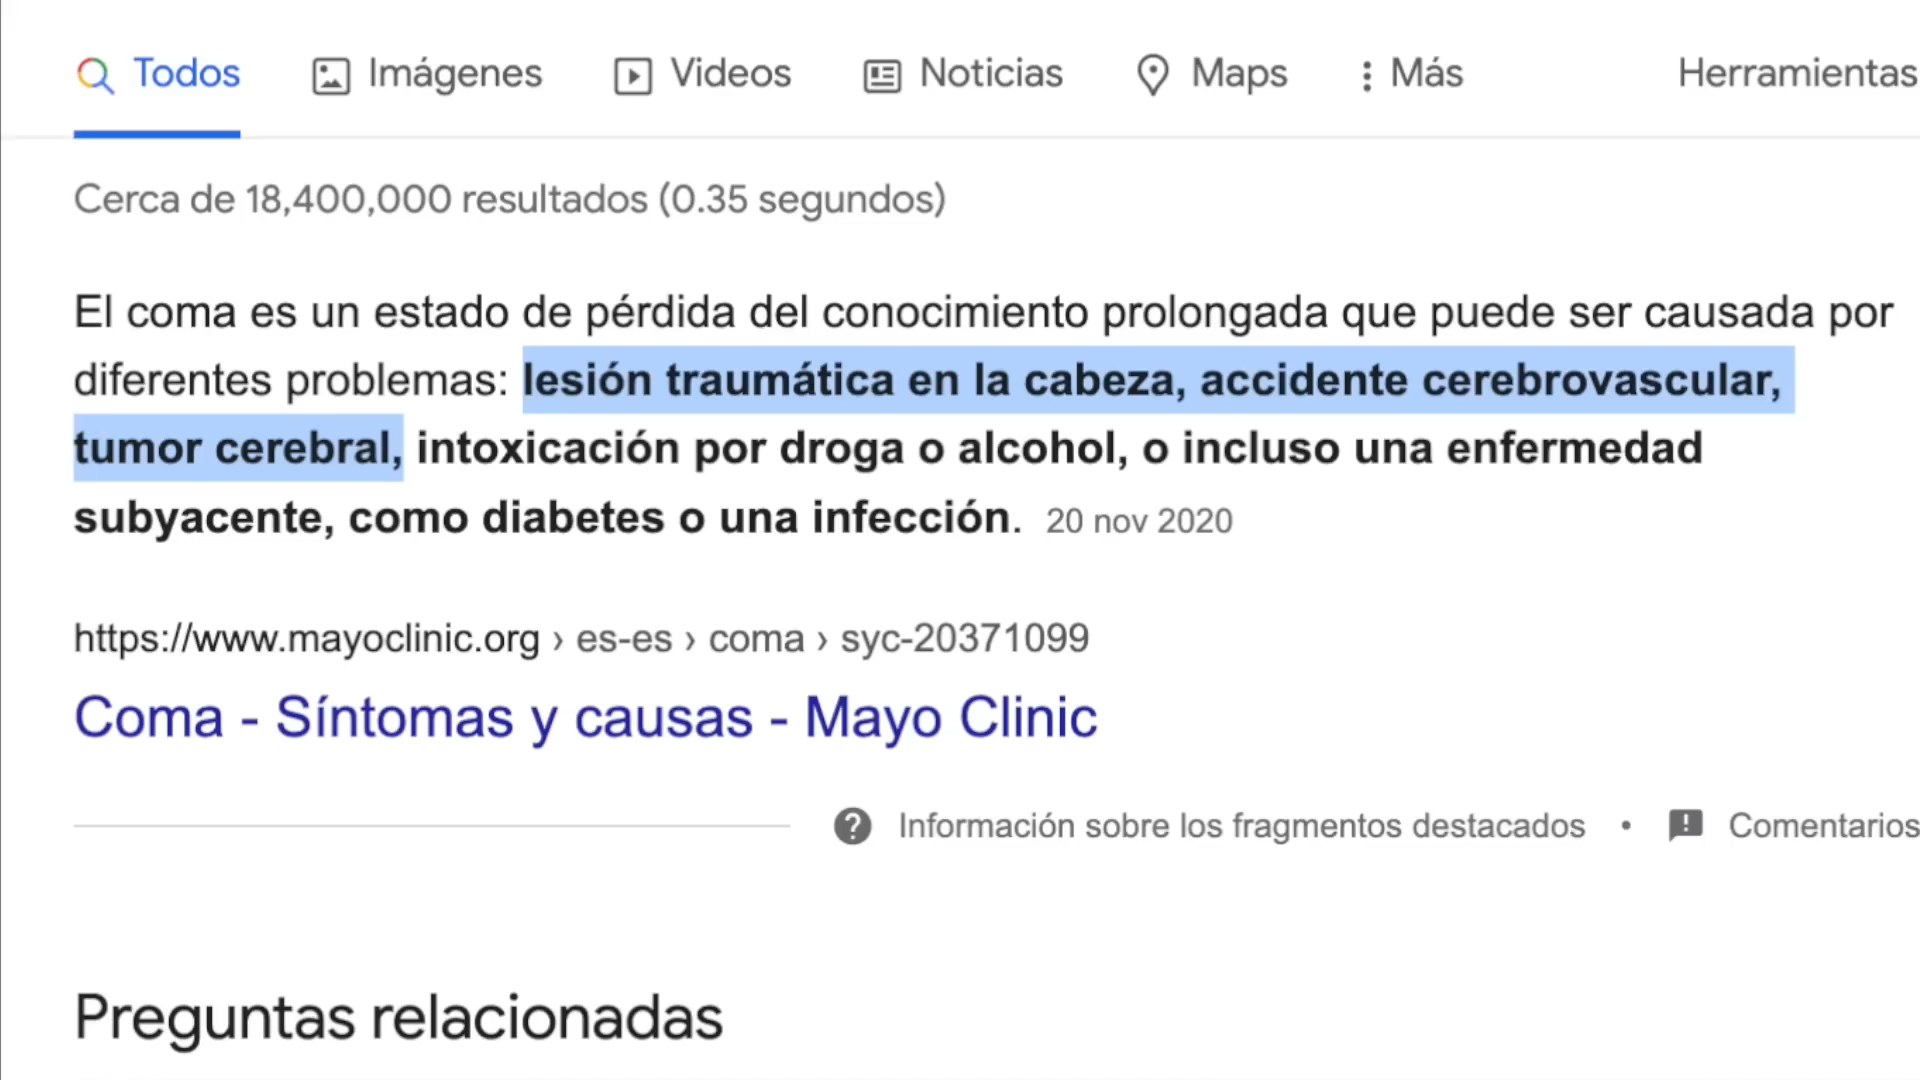 Todos Imágenes Videos Noticias Maps Más Herramientas
Cerca de 18,400,000 resultados (0.35 segundos)
El coma es un estado de pérdida del conocimiento prolongada que puede ser causada por
diferentes problemas: lesión traumática en la cabeza, accidente cerebrovascular,
tumor cerebral, intoxicación por droga o alcohol, o incluso una enfermedad
subyacente, como diabetes o una infección. 20 nov 2020
https://www.mayoclinic.org › es-es › coma › syc-20371099
Coma - Síntomas y causas - Mayo Clinic
Información sobre los fragmentos destacados • Comentarios
Preguntas relacionadas